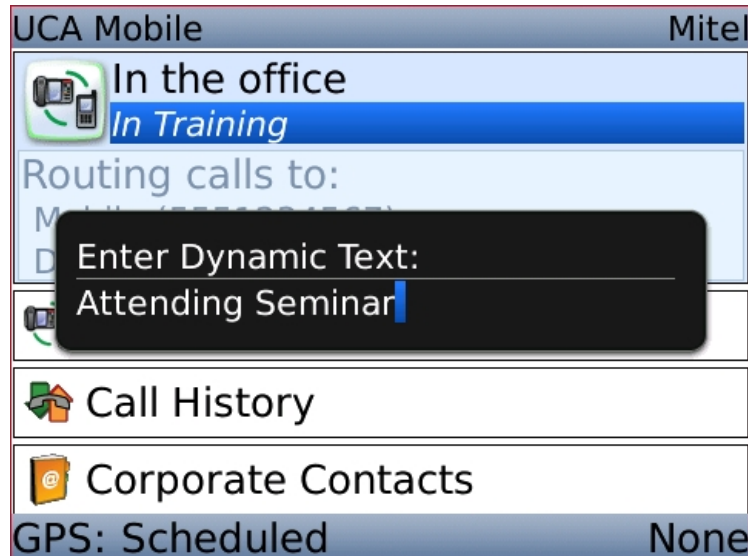 UCA Mobile Mitel
In the office
In Training
Routing calls to:
Enter Dynamic Text:
Attending Seminar
Call History
Corporate Contacts
GPS: Scheduled None